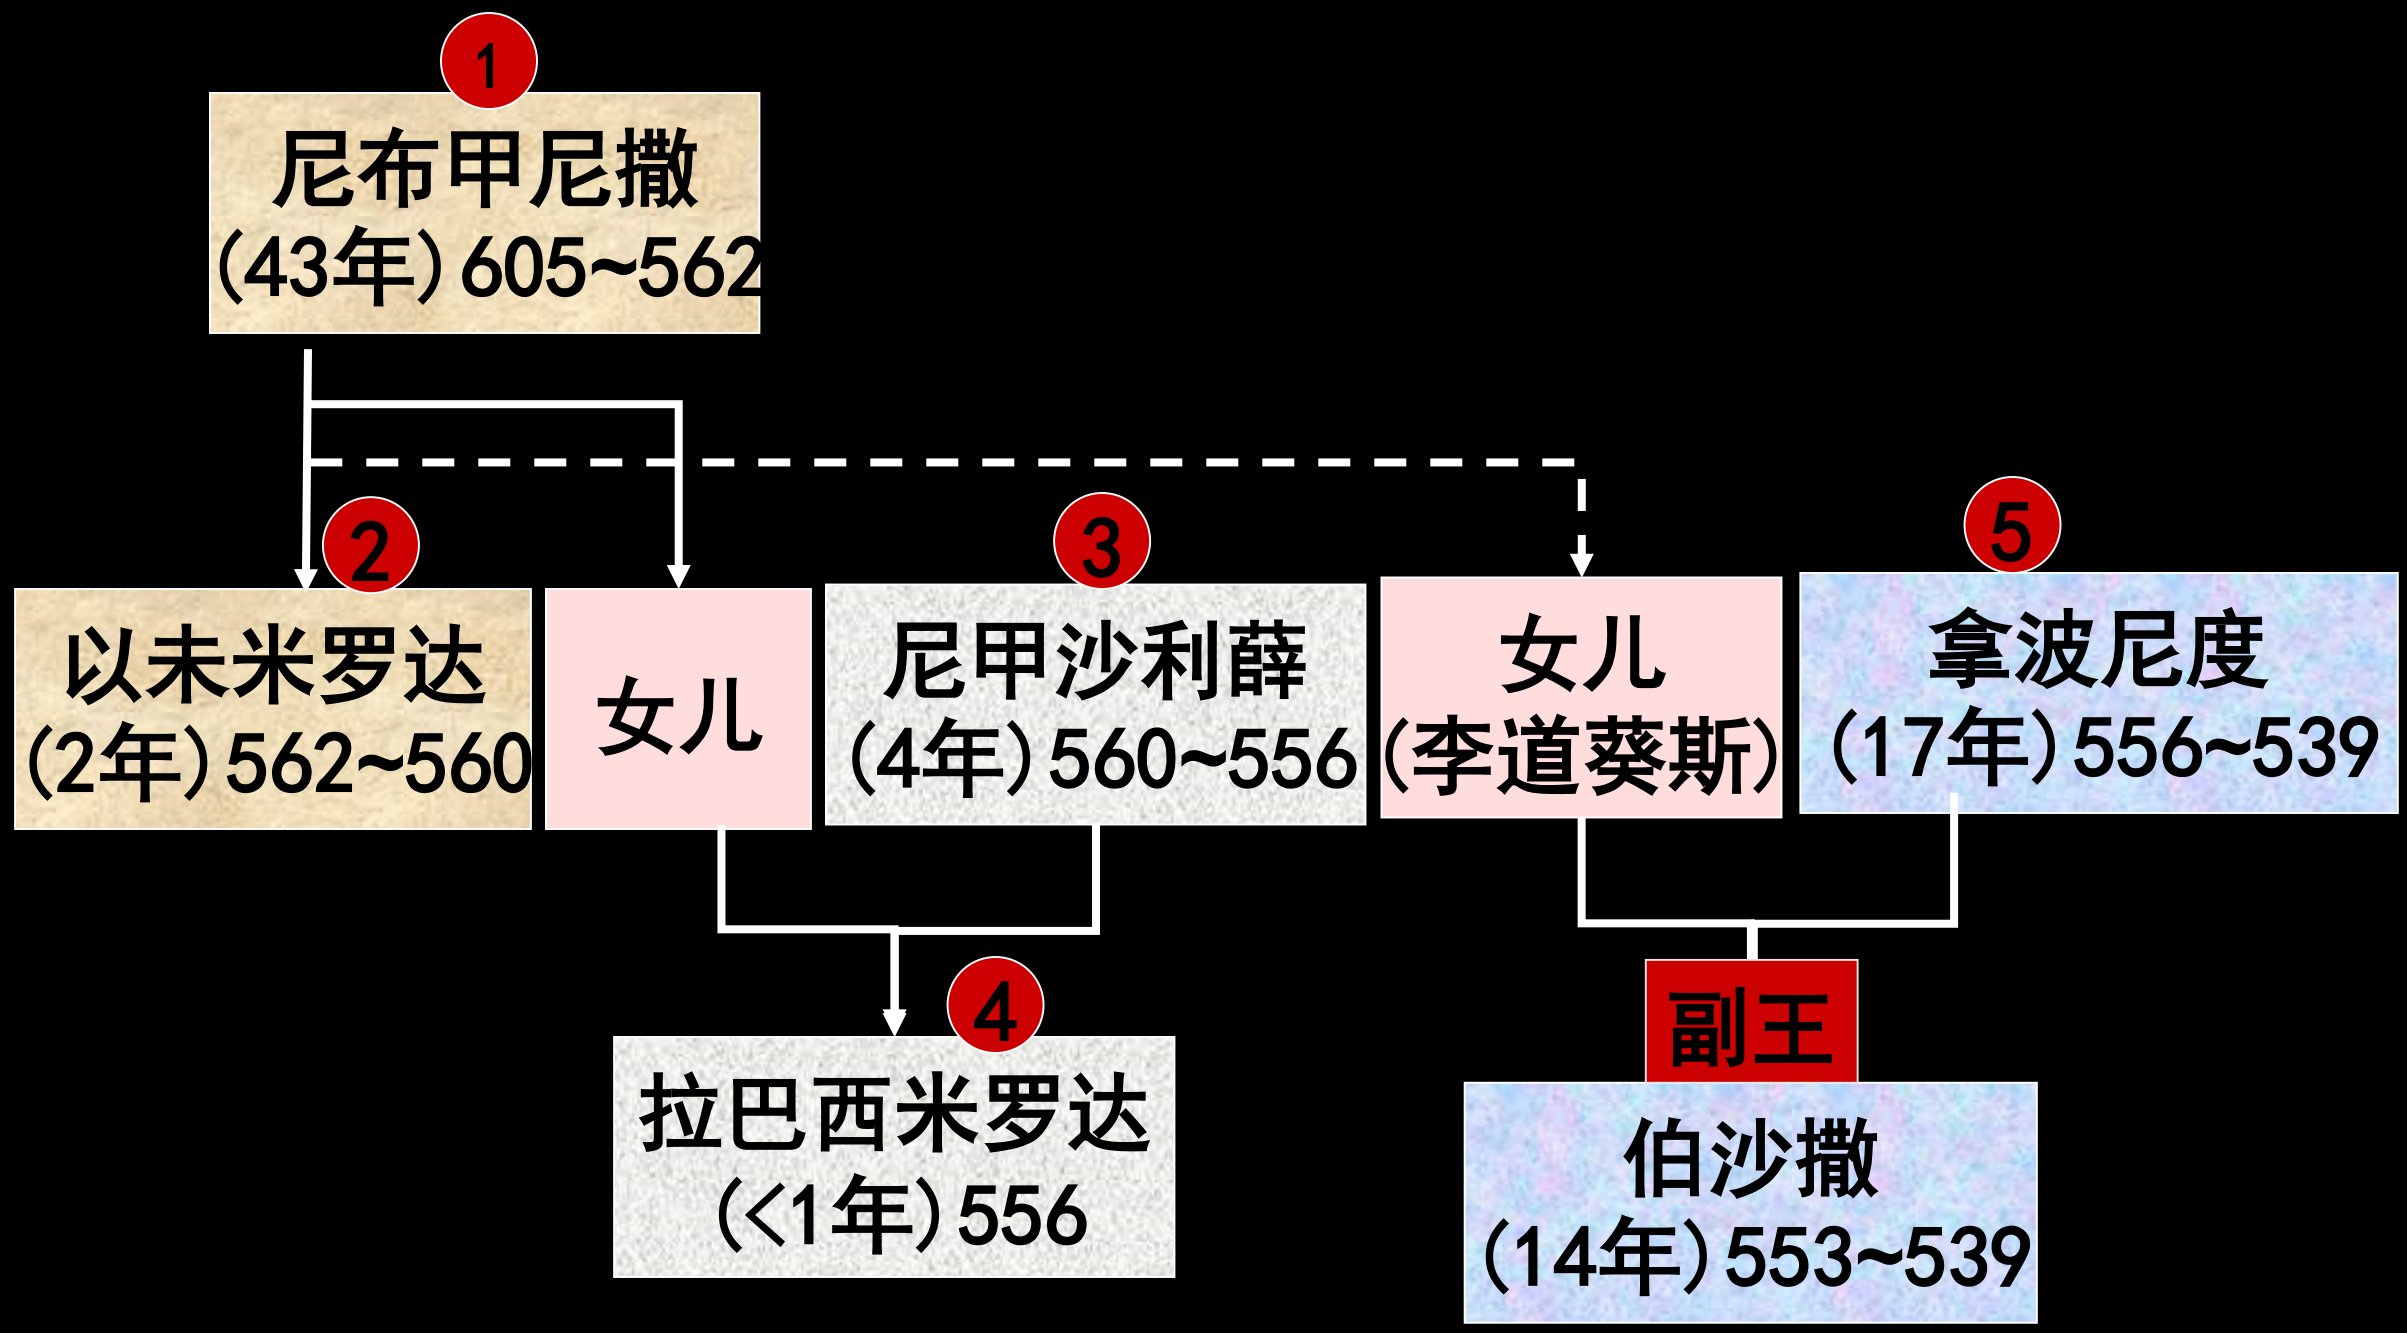 1
尼布甲尼撒
(43年)605~562
2
以未米罗达
(2年)562~560
女儿
3
尼甲沙利薛
(4年)560~556
女儿
(李道葵斯)
5
拿波尼度
(17年)556~539
4
拉巴西米罗达
(<1年)556
副王
伯沙撒
(14年)553~539